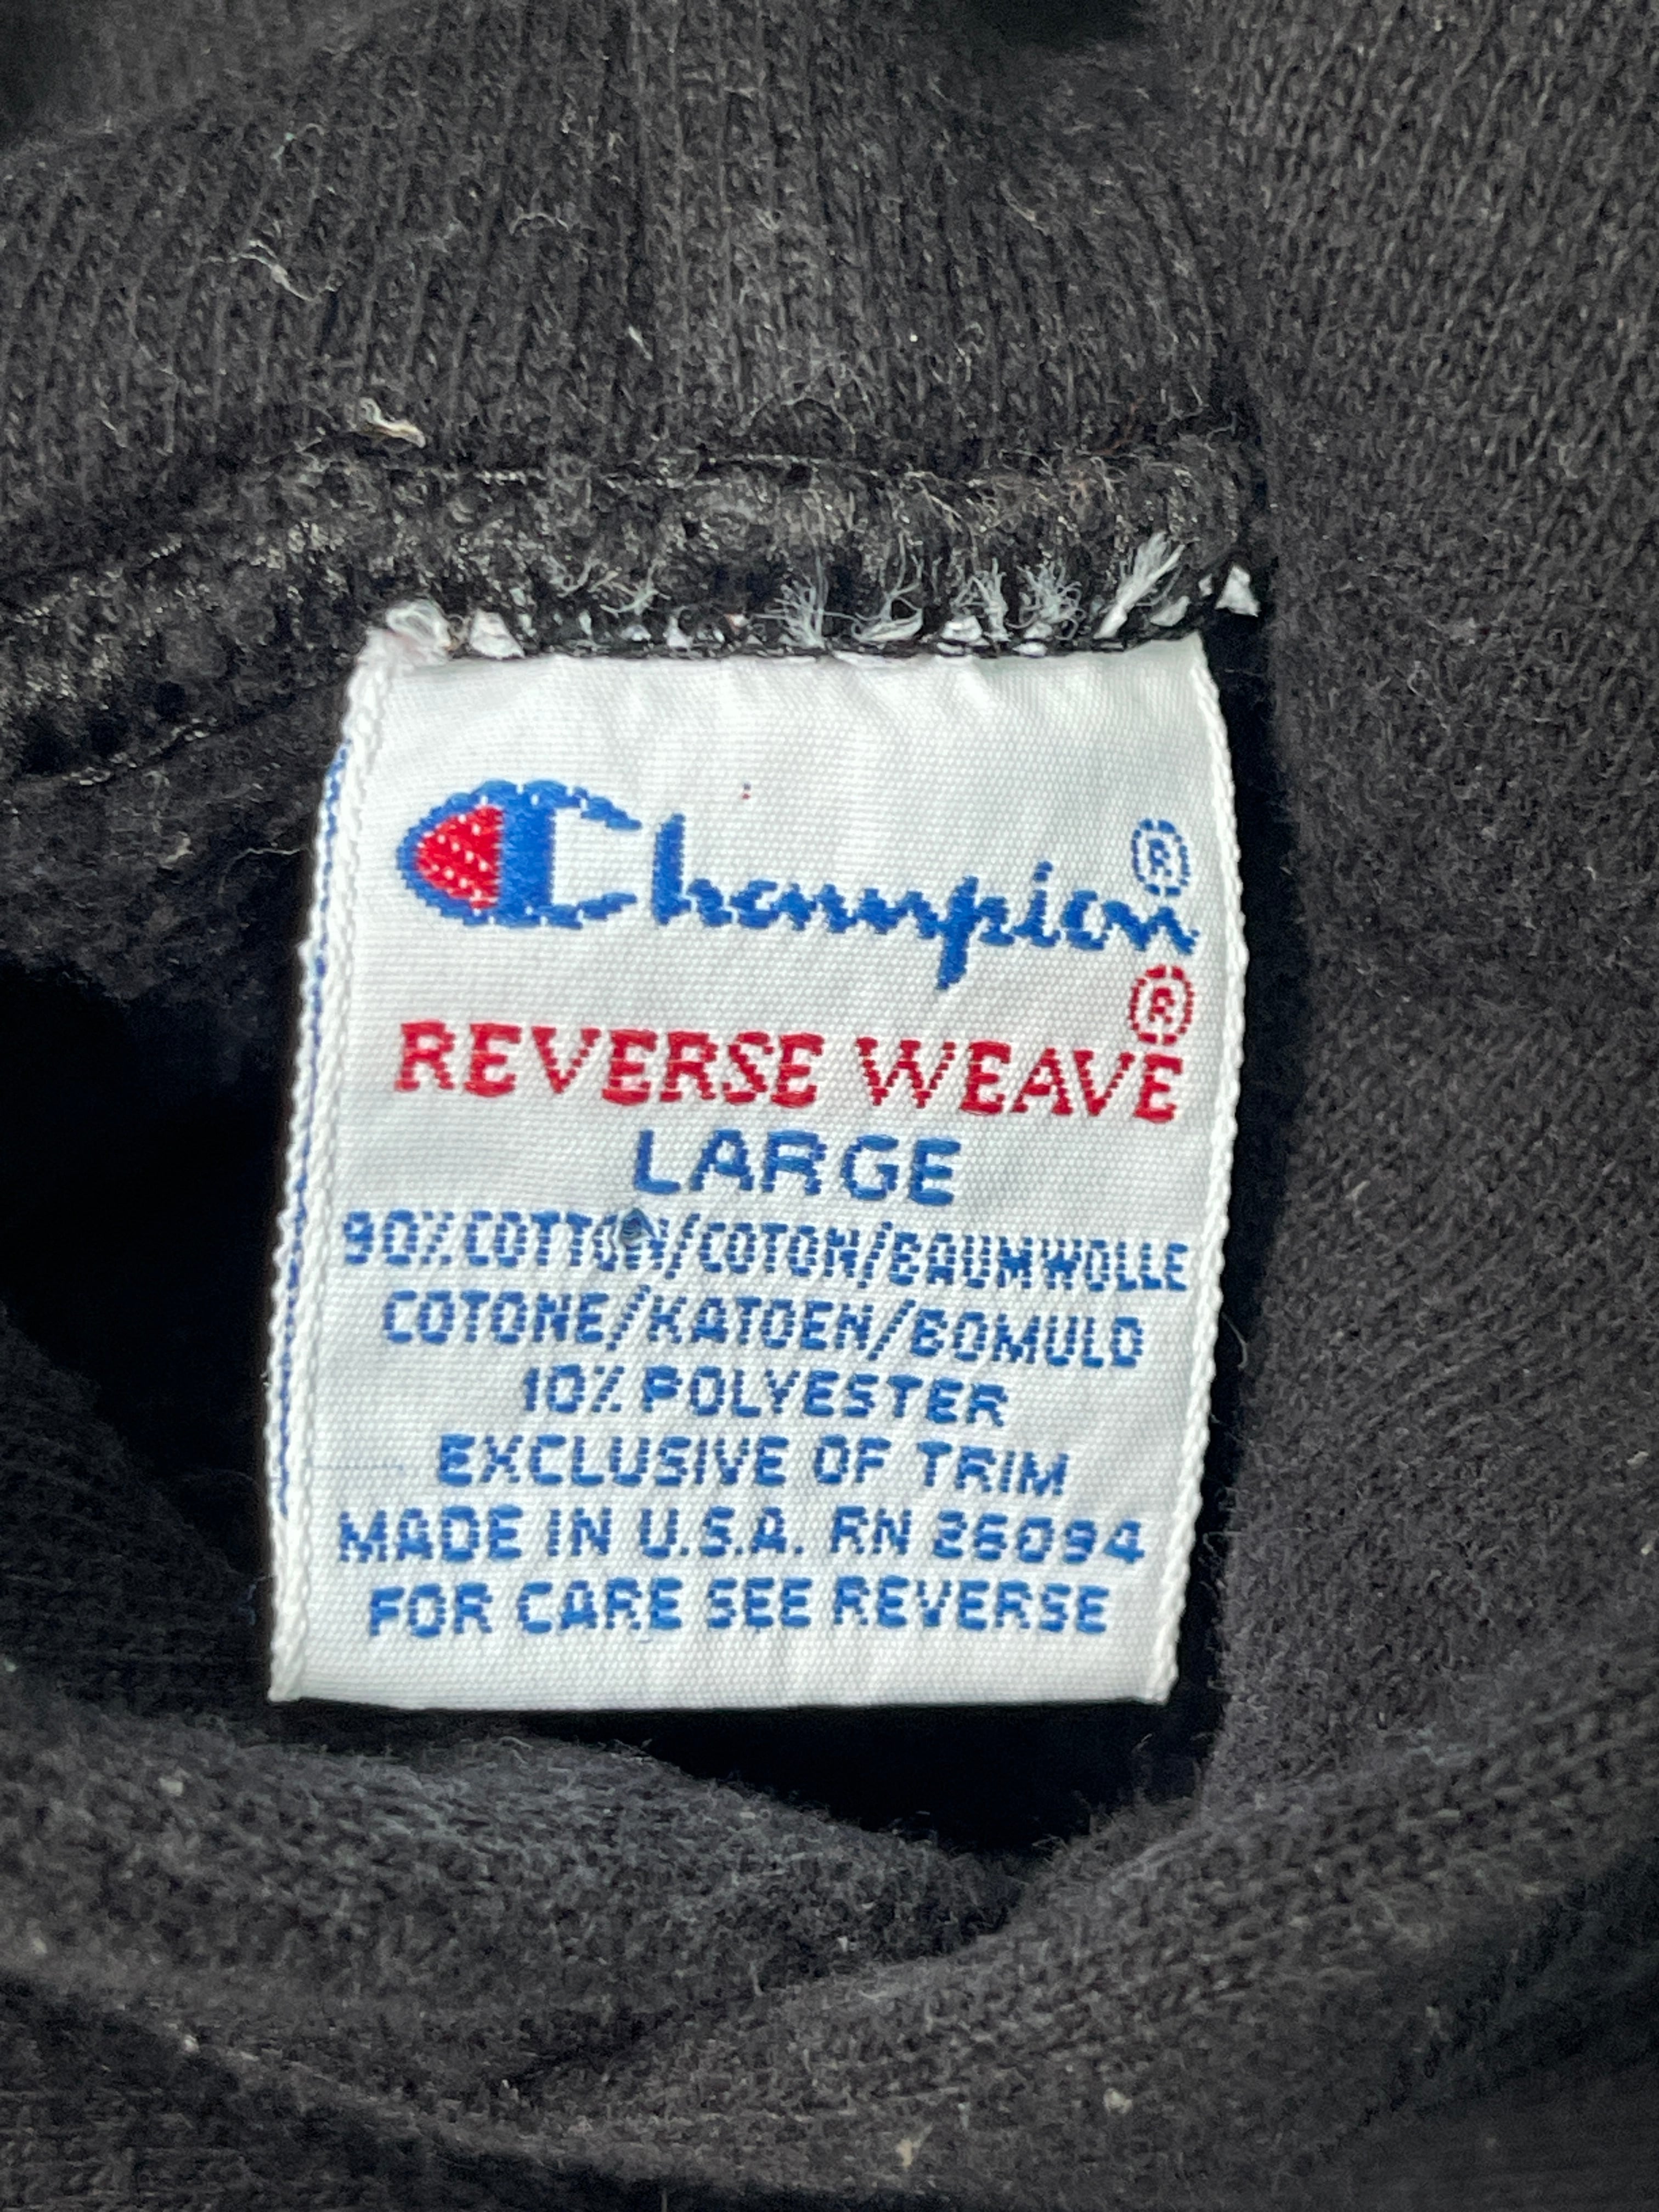 Champion®
REVERSE WEAVE®
LARGE
90% COTTON/COTON/BAUMWOLLE
COTONE/KATOEN/BOMULD
10% POLYESTER
EXCLUSIVE OF TRIM
MADE IN U.S.A. RN 26094
FOR CARE SEE REVERSE